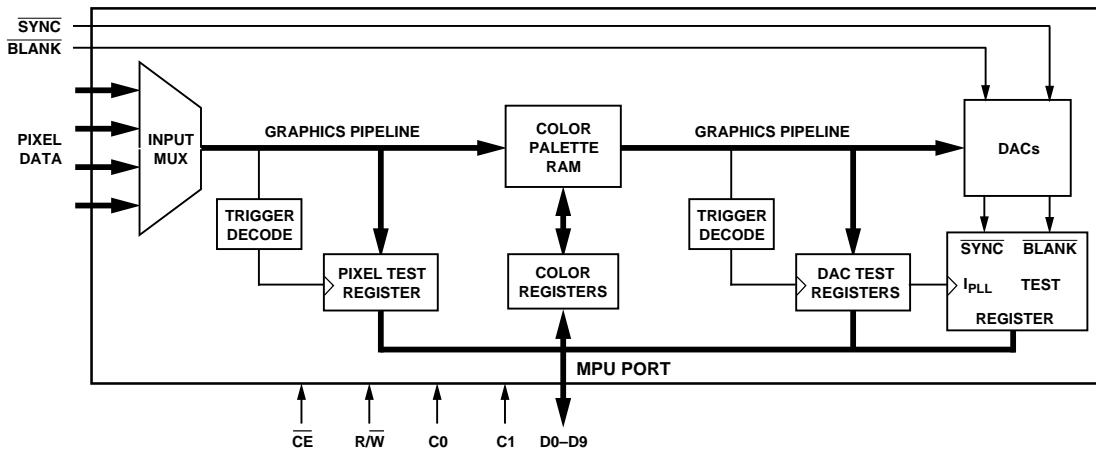 SYNC
BLANK
PIXEL
DATA
INPUT
MUX
GRAPHICS PIPELINE
COLOR
PALETTE
RAM
GRAPHICS PIPELINE
DACs
TRIGGER
DECODE
TRIGGER
DECODE
PIXEL TEST
REGISTER
COLOR
REGISTERS
DAC TEST
REGISTERS
SYNC BLANK
IPLL TEST
REGISTER
MPU PORT
CE
R/W
C0
C1
D0–D9